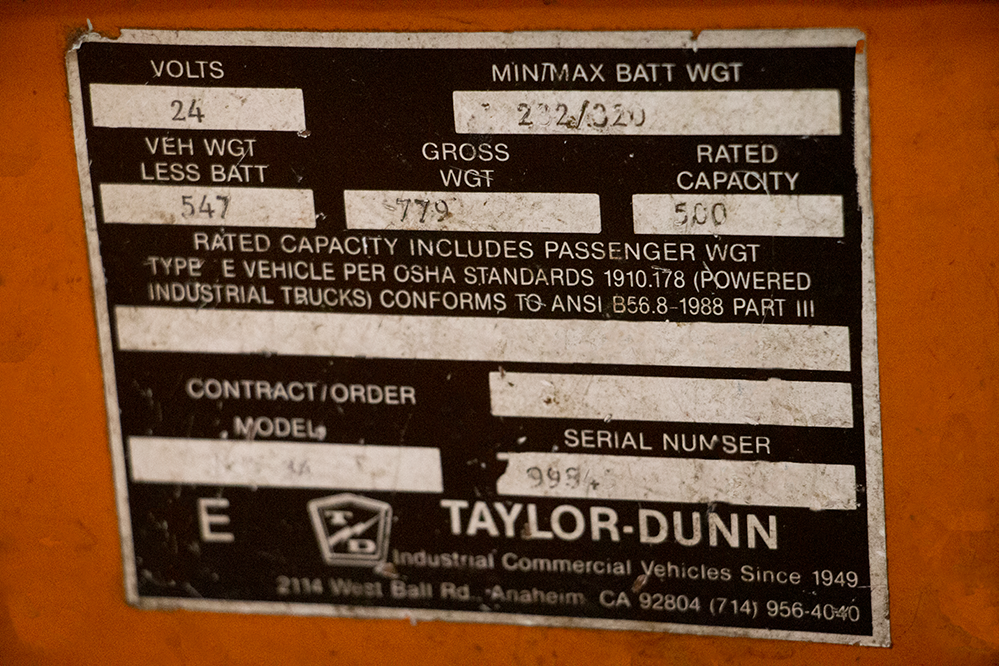 VOLTS
MIN/MAX BATT WGT
24
232/320
VEH WGT
LESS BATT
GROSS
WGT
RATED
CAPACITY
547
779
500
RATED CAPACITY INCLUDES PASSENGER WGT
TYPE E VEHICLE PER OSHA STANDARDS 1910.178 (POWERED
INDUSTRIAL TRUCKS) CONFORMS TO ANSI B56.8-1988 PART III
CONTRACT/ORDER
MODEL
SERIAL NUMBER
E
T/D
TAYLOR-DUNN
Industrial Commercial Vehicles Since 1949
2114 West Ball Rd., Anaheim, CA 92804 (714) 956-4040